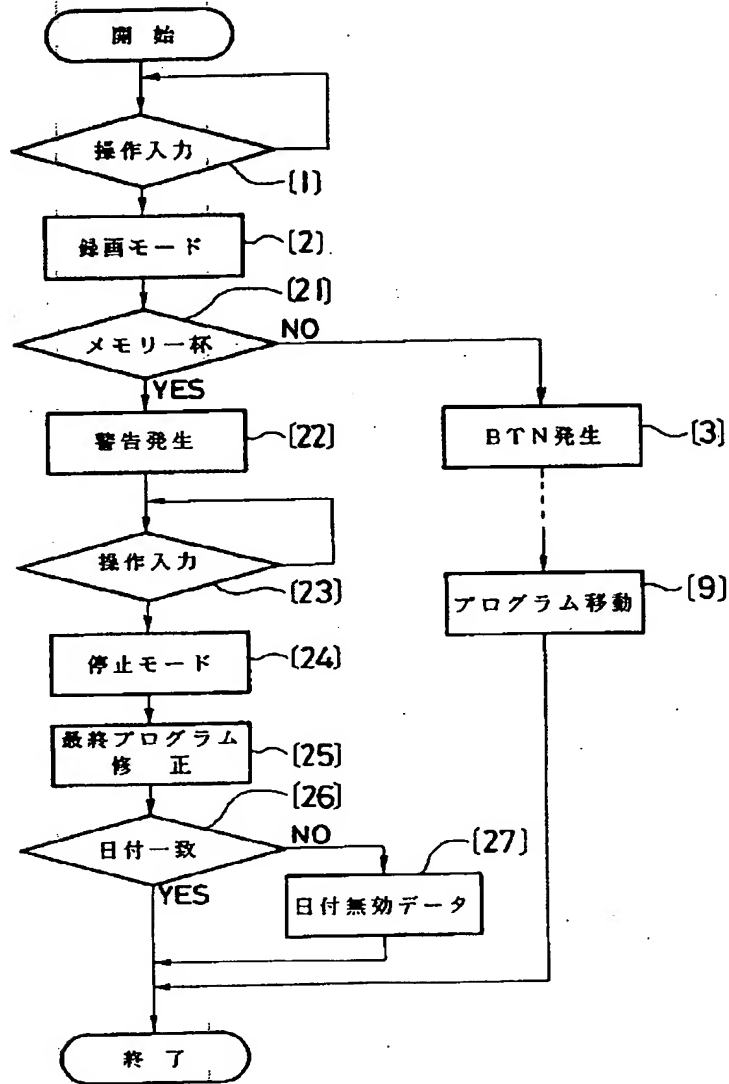 開始
操作入力
[1]
録画モード
[2]
[21]
メモリー杯
NO
YES
警告発生
[22]
BTN発生
[3]
操作入力
[23]
プログラム移動
[9]
停止モード
[24]
最終プログラム
修正
[25]
[26]
日付一致
NO
YES
[27]
日付無効データ
終了